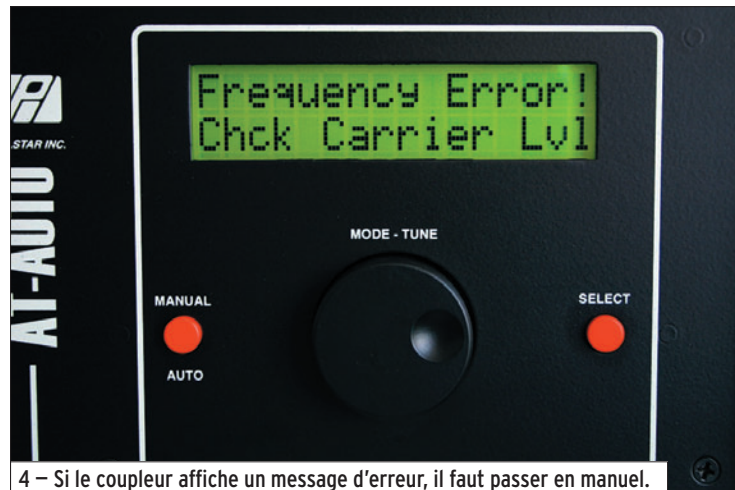 Frequency Error!
Chck Carrier Lvl
STAR INC.
AT-AUTO
MODE - TUNE
MANUAL
SELECT
AUTO
4 – Si le coupleur affiche un message d'erreur, il faut passer en manuel.